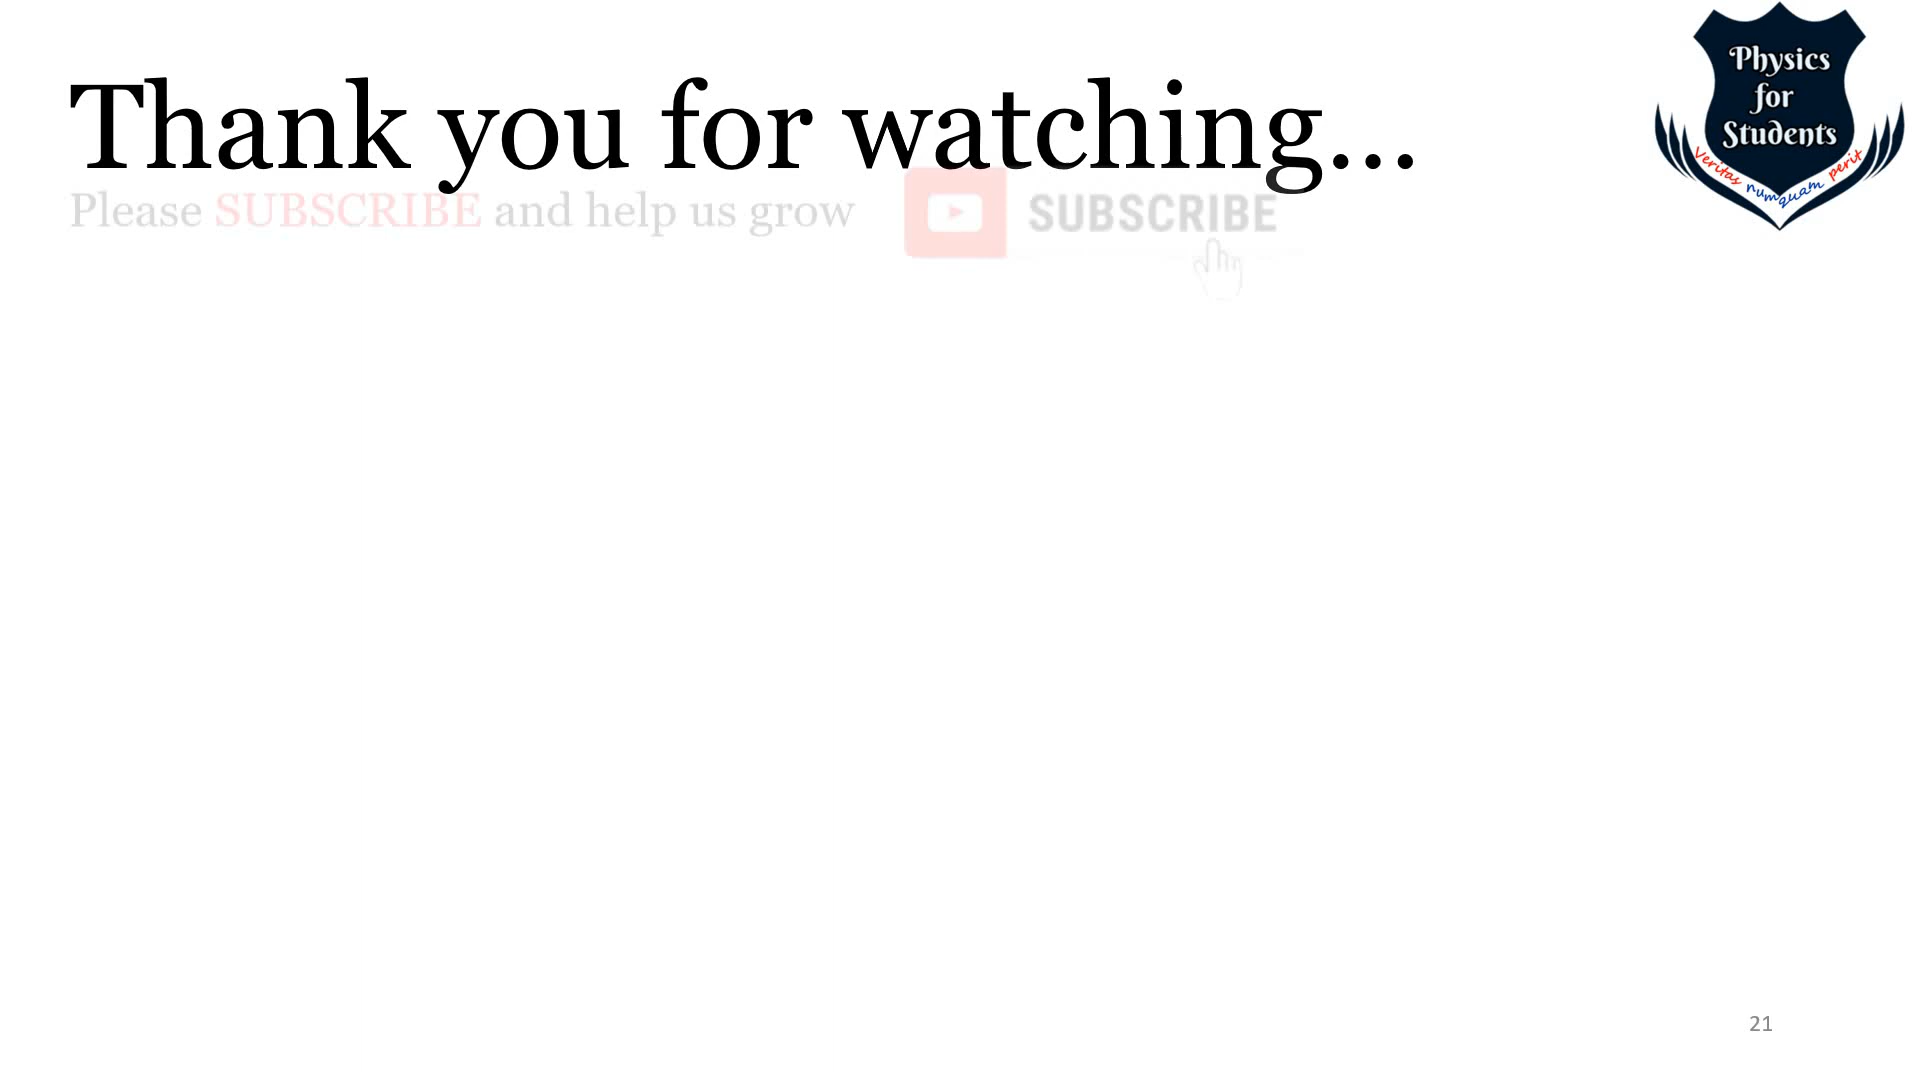 Thank you for watching...
Please SUBSCRIBE and help us grow
SUBSCRIBE
Physics
for
Students
veritas numquam perit
21